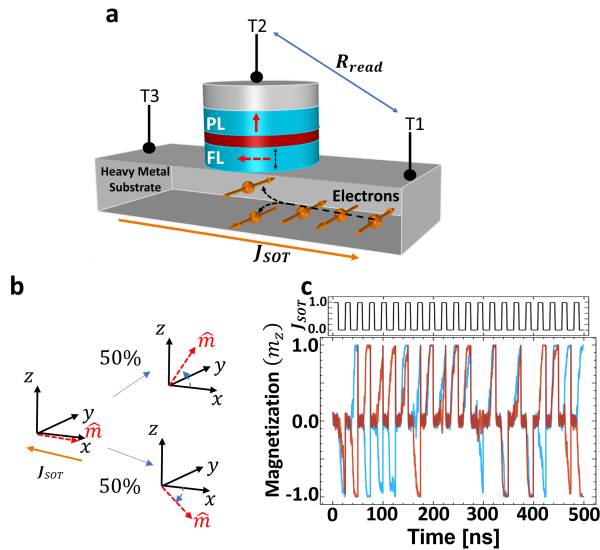 a
T2
R_read
T3
T1
PL
FL
Heavy Metal
Substrate
Electrons
J_SOT
b
z
y
x
m̂
J_SOT
50%
z
m̂
y
x
50%
z
y
x
m̂
c
J_SOT
1.0
0.0
Magnetization (m_z)
1.0
0.0
-1.0
0 100 200 300 400 500
Time [ns]